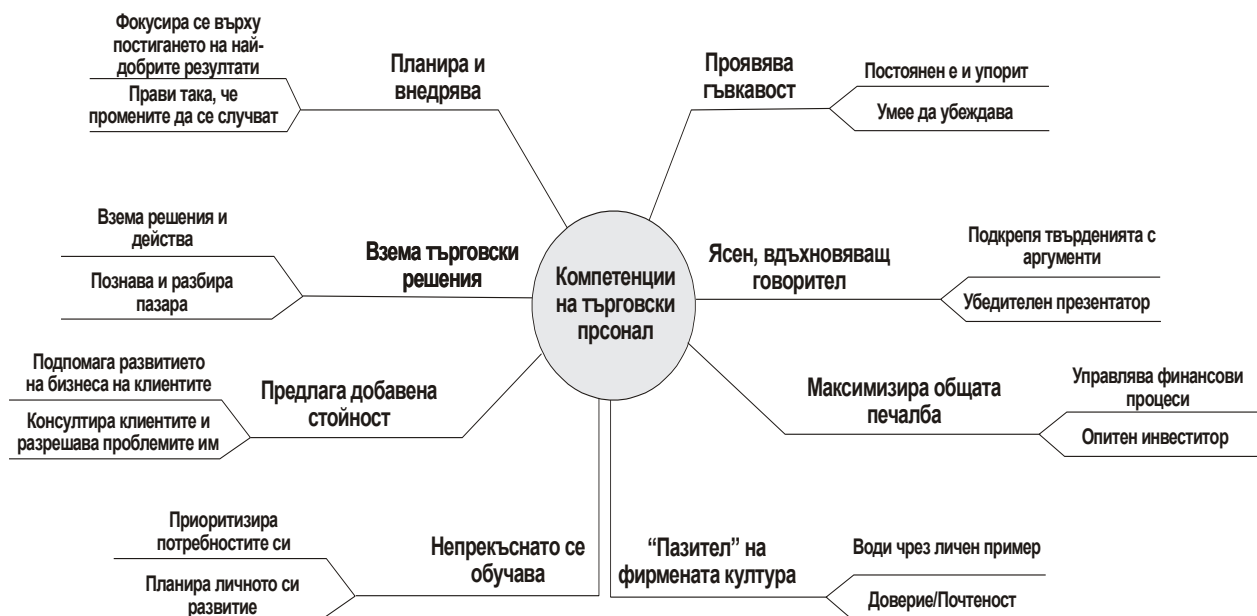 Фокусира се върху
постигането на най-
добрите резултати
Прави така, че
промените да се случват
Планира и
внедрява
Проявява
гъвкавост
Постоянен е и упорит
Умее да убеждава
Взема решения и
действа
Познава и разбира
пазара
Взема търговски
решения
Компетенции
на търговски
прсонал
Ясен, вдъхновяващ
говорител
Подкрепя твърденията с
аргументи
Убедителен презентатор
Подпомага развитието
на бизнеса на клиентите
Консултира клиентите и
разрешава проблемите им
Предлага добавена
стойност
Максимизира общата
печалба
Управлява финансови
процеси
Опитен инвеститор
Приоритизира
потребностите си
Планира личното си
развитие
Непрекъснато се
обучава
“Пазител” на
фирмената култура
Води чрез личен пример
Доверие/Почтеност